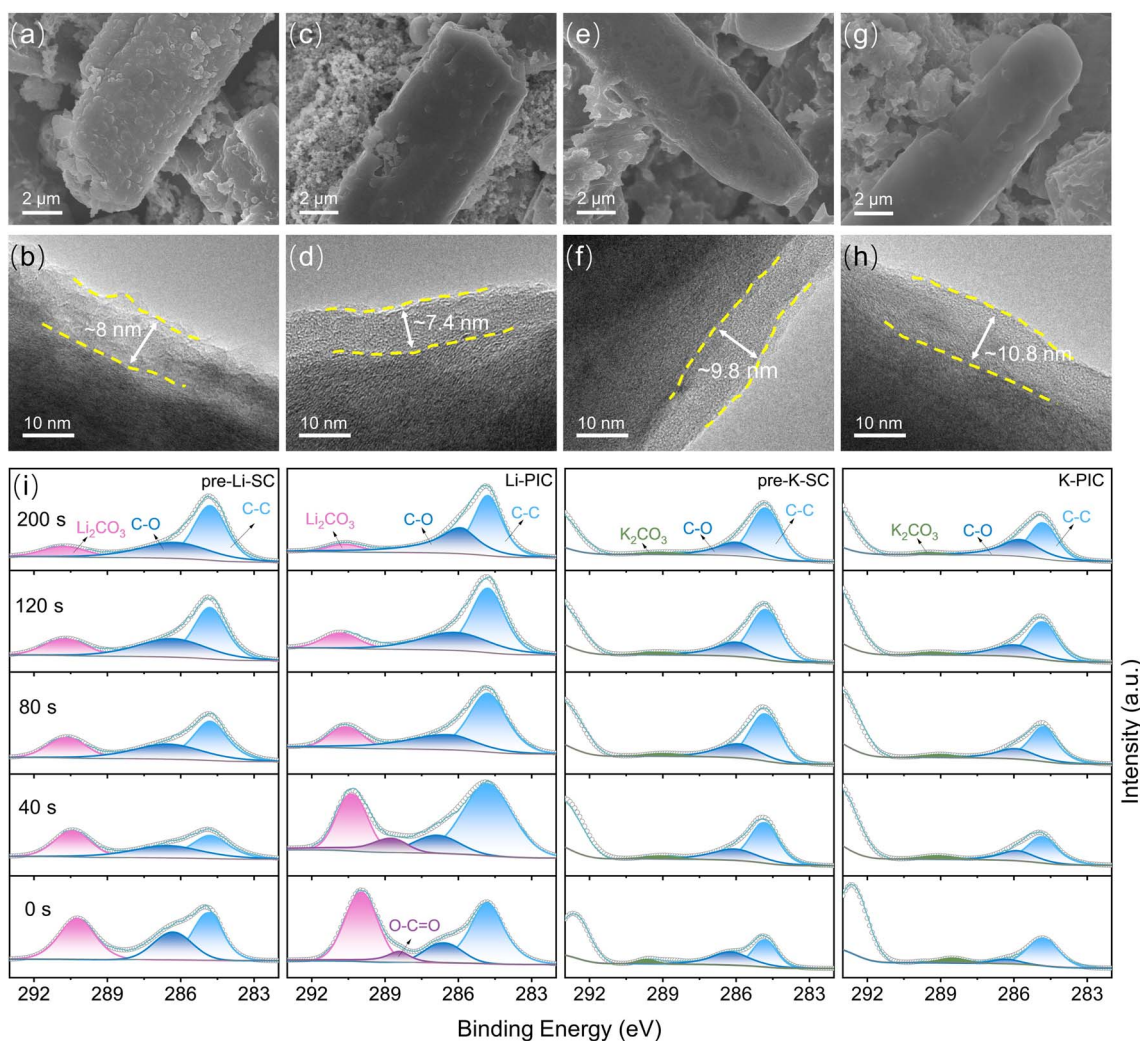 (a)
(c)
(e)
(g)
2 μm
2 μm
2 μm
2 μm
(b)
(d)
(f)
(h)
~8 nm
~7.4 nm
~9.8 nm
~10.8 nm
10 nm
10 nm
10 nm
10 nm
(i)
pre-Li-SC
Li-PIC
pre-K-SC
K-PIC
200 s
Li₂CO₃
C-O
C-C
Li₂CO₃
C-O
C-C
K₂CO₃
C-O
C-C
K₂CO₃
C-O
C-C
120 s
80 s
40 s
0 s
O-C=O
292 289 286 283
292 289 286 283
292 289 286 283
292 289 286 283
Binding Energy (eV)
Intensity (a.u.)